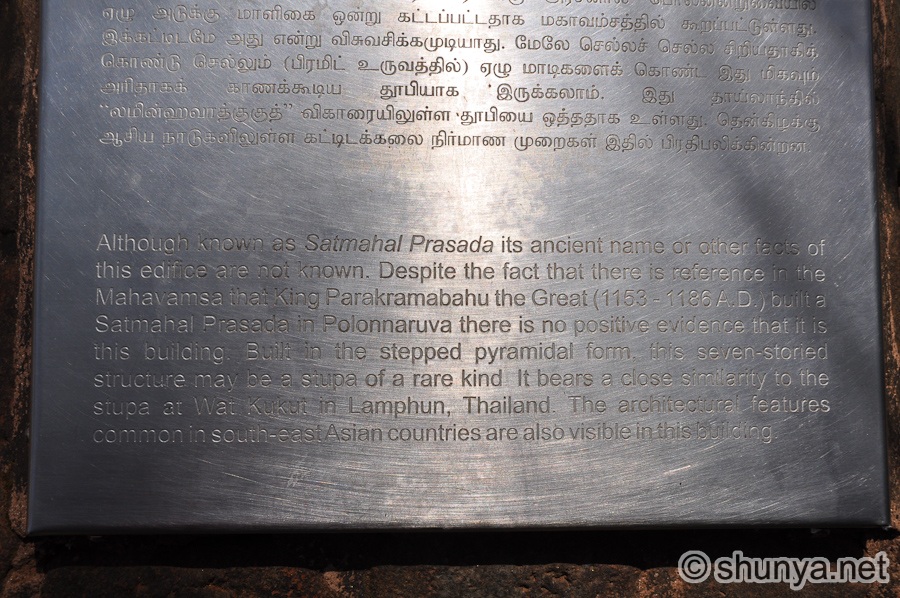 ஏழு அடுக்கு மாளிகை ஒன்று கட்டப்பட்டதாக மகாவம்சத்தில் கூறப்பட்டுள்ளது.
இக்கட்டிடமே அது என்று விசுவசிக்கமுடியாது. மேலே செல்லச் செல்ல சிறியதாகிக்
கொண்டு செல்லும் (பிரமிட் உருவத்தில்) ஏழு மாடிகளைக் கொண்ட இது மிகவும்
அரிதாகக் காணக்கூடிய தூபியாக இருக்கலாம். இது தாய்லாந்தில்
விகாரையிலுள்ள தூபியை ஒத்ததாக உள்ளது. தென்கிழக்கு
ஆசிய நாடுகளிலுள்ள கட்டிடக்கலை நிர்மாண முறைகள் இதில் பிரதிபலிக்கின்றன.
Although known as Satmahal Prasada its ancient name or other facts of
this edifice are not known. Despite the fact that there is reference in the
Mahavamsa that King Parakramabahu the Great (1153 - 1186 A.D.) built a
Satmahal Prasada in Polonnaruva there is no positive evidence that it is
this building. Built in the stepped pyramidal form, this seven-storied
structure may be a stupa of a rare kind. It bears a close similarity to the
stupa at Wat Kukut in Lamphun, Thailand. The architectural features
common in south-east Asian countries are also visible in this building.
©shunya.net